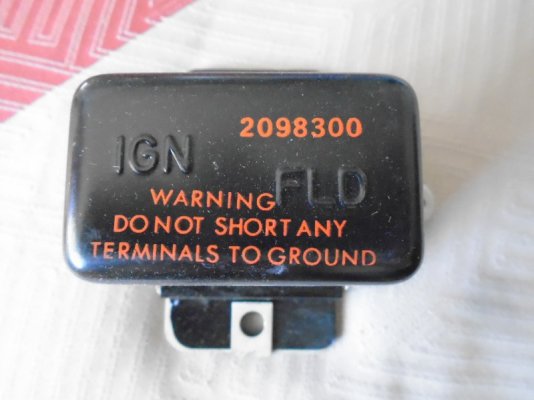 2098300
IGN
FLD
WARNING
DO NOT SHORT ANY
TERMINALS TO GROUND